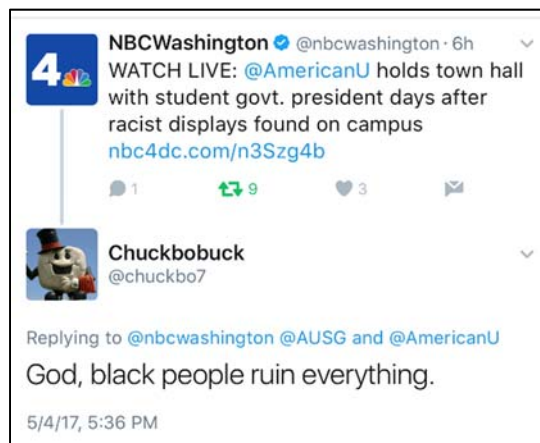 4
NBCWashington @nbcwashington · 6h
WATCH LIVE: @AmericanU holds town hall
with student govt. president days after
racist displays found on campus
nbc4dc.com/n3Szg4b
1 9 3
Chuckbobuck
@chuckbo7
Replying to @nbcwashington @AUSG and @AmericanU
God, black people ruin everything.
5/4/17, 5:36 PM